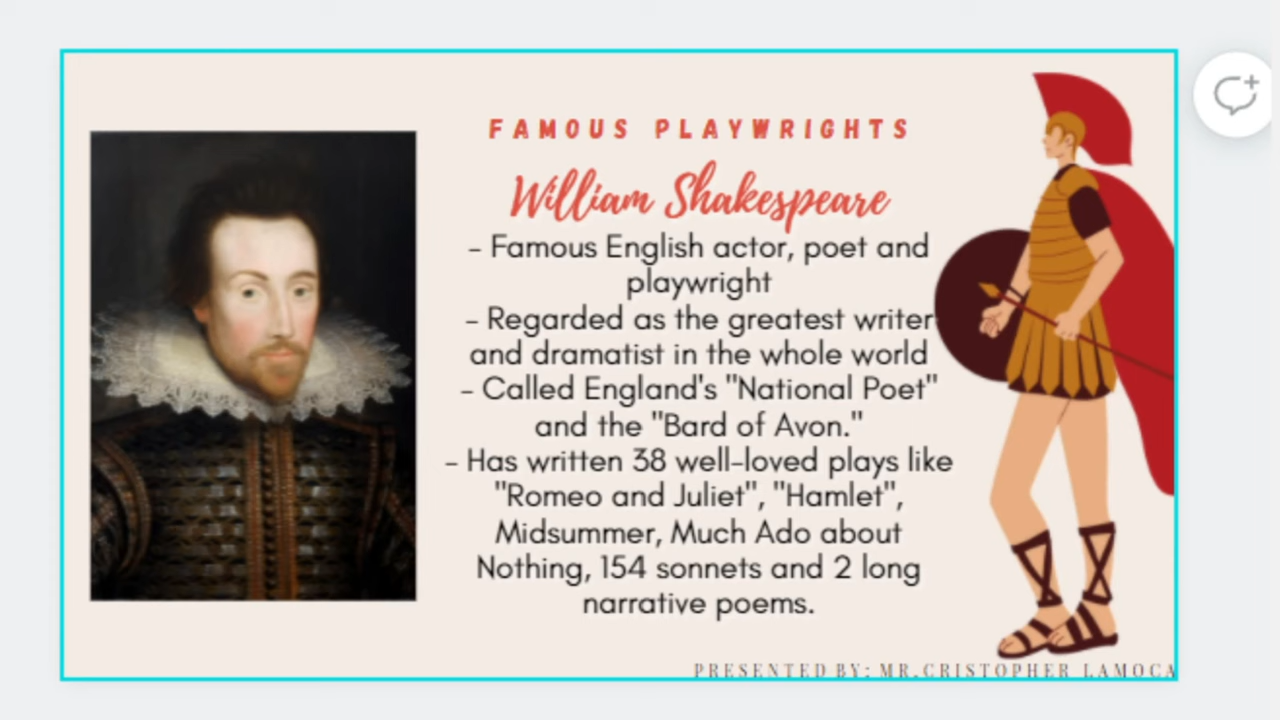 FAMOUS PLAYWRIGHTS
William Shakespeare
- Famous English actor, poet and
playwright
- Regarded as the greatest writer
and dramatist in the whole world
- Called England's "National Poet"
and the "Bard of Avon."
- Has written 38 well-loved plays like
"Romeo and Juliet", "Hamlet",
Midsummer, Much Ado about
Nothing, 154 sonnets and 2 long
narrative poems.
PRESENTED BY: MR.CRISTOPHER LAMOCA